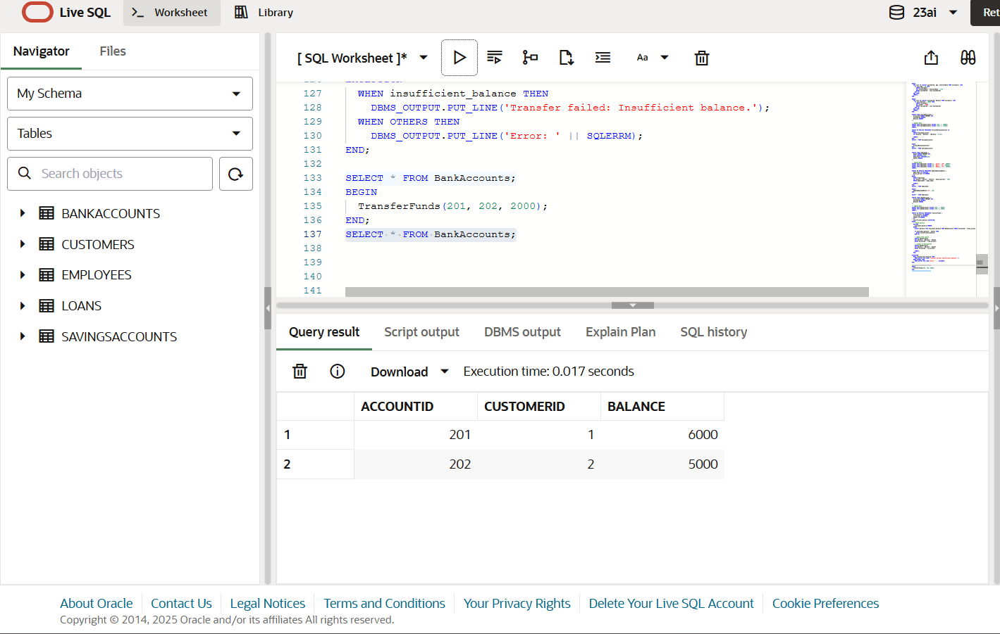 Live SQL
Worksheet
Library
23ai
Ret
Navigator
Files
My Schema
Tables
Search objects
BANKACCOUNTS
CUSTOMERS
EMPLOYEES
LOANS
SAVINGSACCOUNTS
[ SQL Worksheet ]*
Aa
127 WHEN insufficient_balance THEN
128 DBMS_OUTPUT.PUT_LINE('Transfer failed: Insufficient balance.');
129 WHEN OTHERS THEN
130 DBMS_OUTPUT.PUT_LINE('Error: ' || SQLERRM);
131 END;
132
133 SELECT * FROM BankAccounts;
134 BEGIN
135 TransferFunds(201, 202, 2000);
136 END;
137 SELECT * FROM BankAccounts;
138
139
140
141
Query result
Script output
DBMS output
Explain Plan
SQL history
Download
Execution time: 0.017 seconds
ACCOUNTID CUSTOMERID BALANCE
1 201 1 6000
2 202 2 5000
About Oracle
Contact Us
Legal Notices
Terms and Conditions
Your Privacy Rights
Delete Your Live SQL Account
Cookie Preferences
Copyright © 2014, 2025 Oracle and/or its affiliates All rights reserved.